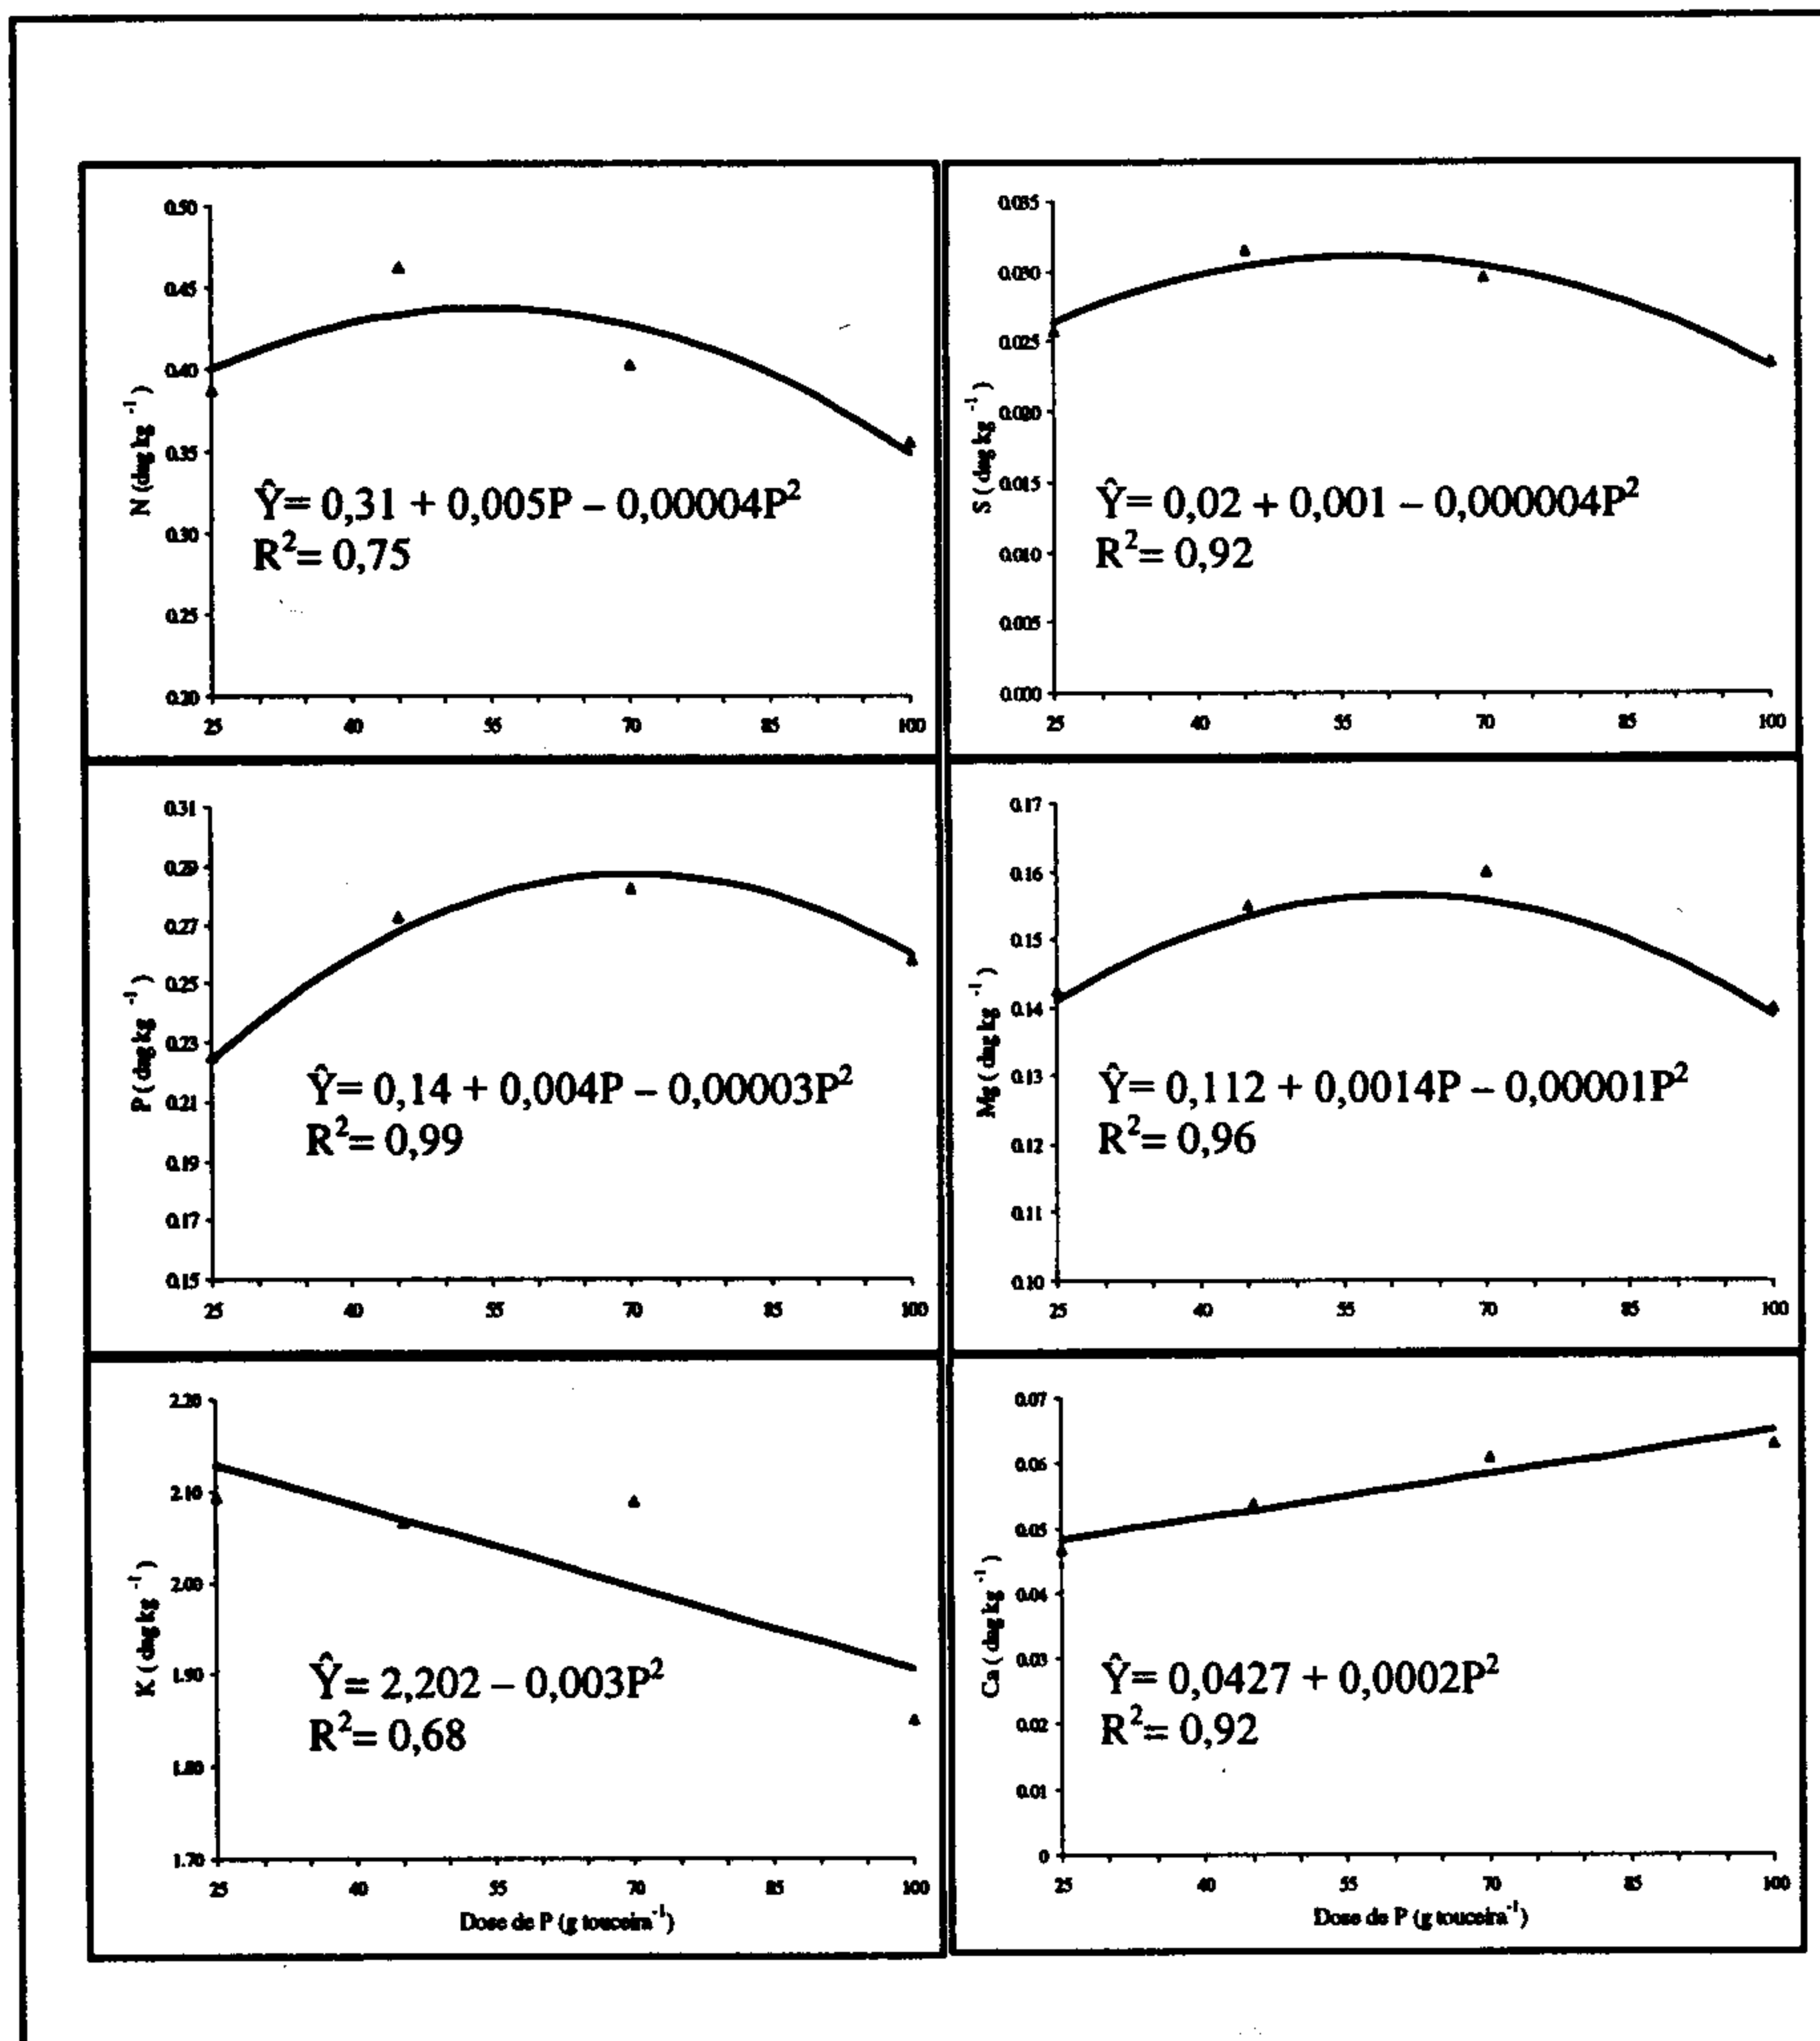 0.50
0.45
0.40
0.35
0.30
0.25
0.20
N (dag kg⁻¹)
Ŷ= 0,31 + 0,005P – 0,00004P²
R²= 0,75
25 40 55 70 85 100
0.035
0.030
0.025
0.020
0.015
0.010
0.005
0.000
S ( dag kg⁻¹)
Ŷ= 0,02 + 0,001 – 0,000004P²
R²= 0,92
25 40 55 70 85 100
0.31
0.29
0.27
0.25
0.23
0.21
0.19
0.17
0.15
P ( dag kg⁻¹)
Ŷ= 0,14 + 0,004P – 0,00003P²
R²= 0,99
25 40 55 70 85 100
0.17
0.16
0.15
0.14
0.13
0.12
0.11
0.10
Mg ( dag kg⁻¹)
Ŷ= 0,112 + 0,0014P – 0,00001P²
R²= 0,96
25 40 55 70 85 100
2.20
2.10
2.00
1.90
1.80
1.70
K ( dag kg⁻¹)
Ŷ= 2,202 – 0,003P²
R²= 0,68
25 40 55 70 85 100
Dose de P (g touceira⁻¹)
0.07
0.06
0.05
0.04
0.03
0.02
0.01
0
Ca ( dag kg⁻¹)
Ŷ= 0,0427 + 0,0002P²
R²= 0,92
25 40 55 70 85 100
Dose de P (g touceira⁻¹)